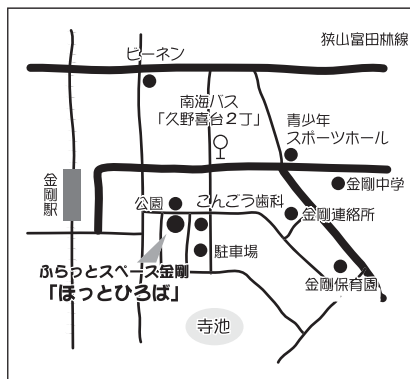 狭山富田林線
ビーネン
南海バス
「久野喜台2丁」
青少年
スポーツホール
金剛駅
金剛中学
公園
こんごう歯科
金剛連絡所
駐車場
ふらっとスペース金剛
「ほっとひろば」
金剛保育園
寺池